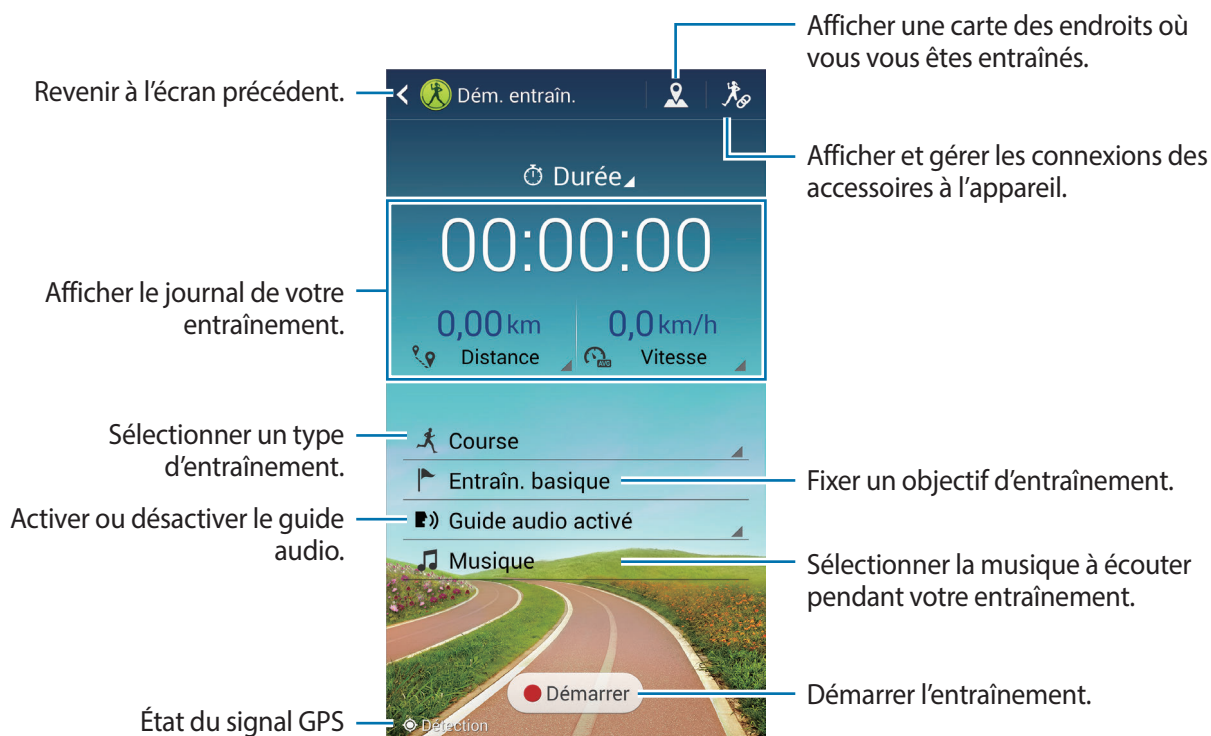 Afficher une carte des endroits où
vous vous êtes entraînés.
Revenir à l'écran précédent.
Dém. entraîn.
Afficher et gérer les connexions des
accessoires à l'appareil.
Durée
00:00:00
Afficher le journal de votre
entraînement.
0,00 km
0,0 km/h
Distance
AVG
Vitesse
Sélectionner un type
d'entraînement.
Course
Entraîn. basique
Fixer un objectif d'entraînement.
Activer ou désactiver le guide
audio.
Guide audio activé
Musique
Sélectionner la musique à écouter
pendant votre entraînement.
Démarrer
Démarrer l'entraînement.
État du signal GPS
Détection